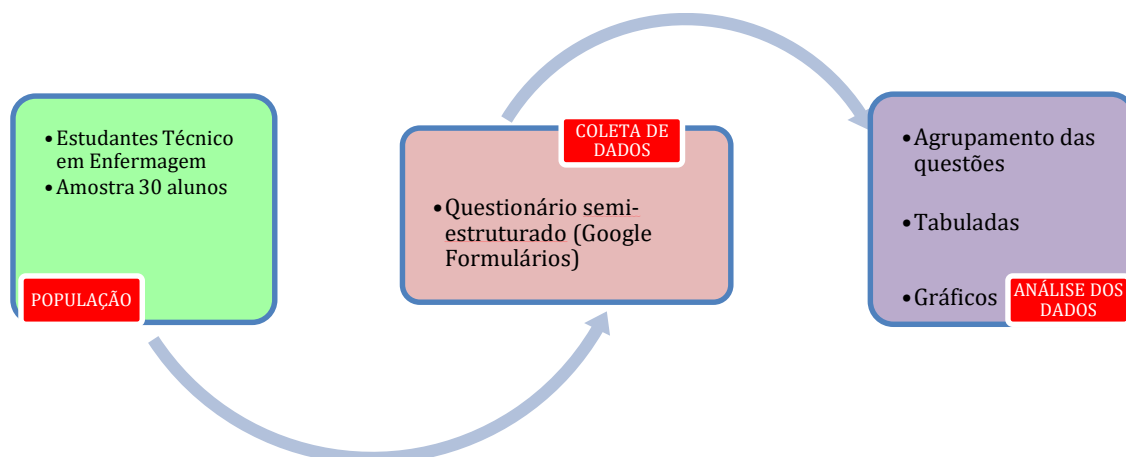 • Estudantes Técnico
em Enfermagem
• Amostra 30 alunos
POPULAÇÃO
COLETA DE
DADOS
• Questionário semi-
estruturado (Google
Formulários)
• Agrupamento das
questões
• Tabuladas
• Gráficos
ANÁLISE DOS
DADOS